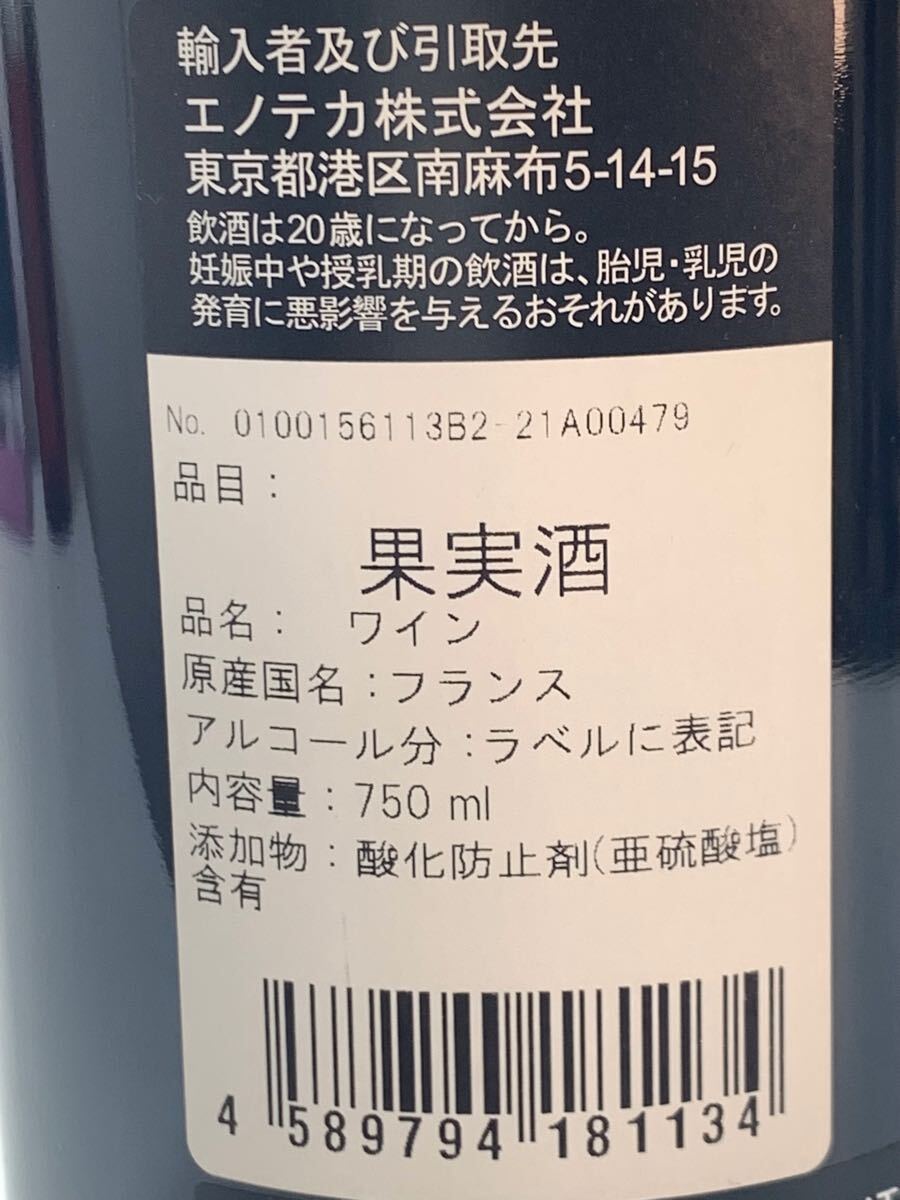 輸入者及び引取先
エノテカ株式会社
東京都港区南麻布5-14-15
飲酒は20歳になってから。
妊娠中や授乳期の飲酒は、胎児・乳児の
発育に悪影響を与えるおそれがあります。
No. 0100156113B2-21A00479
品目：
果実酒
品名： ワイン
原産国名：フランス
アルコール分：ラベルに表記
内容量：750 ml
添加物：酸化防止剤(亜硫酸塩)
含有
4 589794 181134